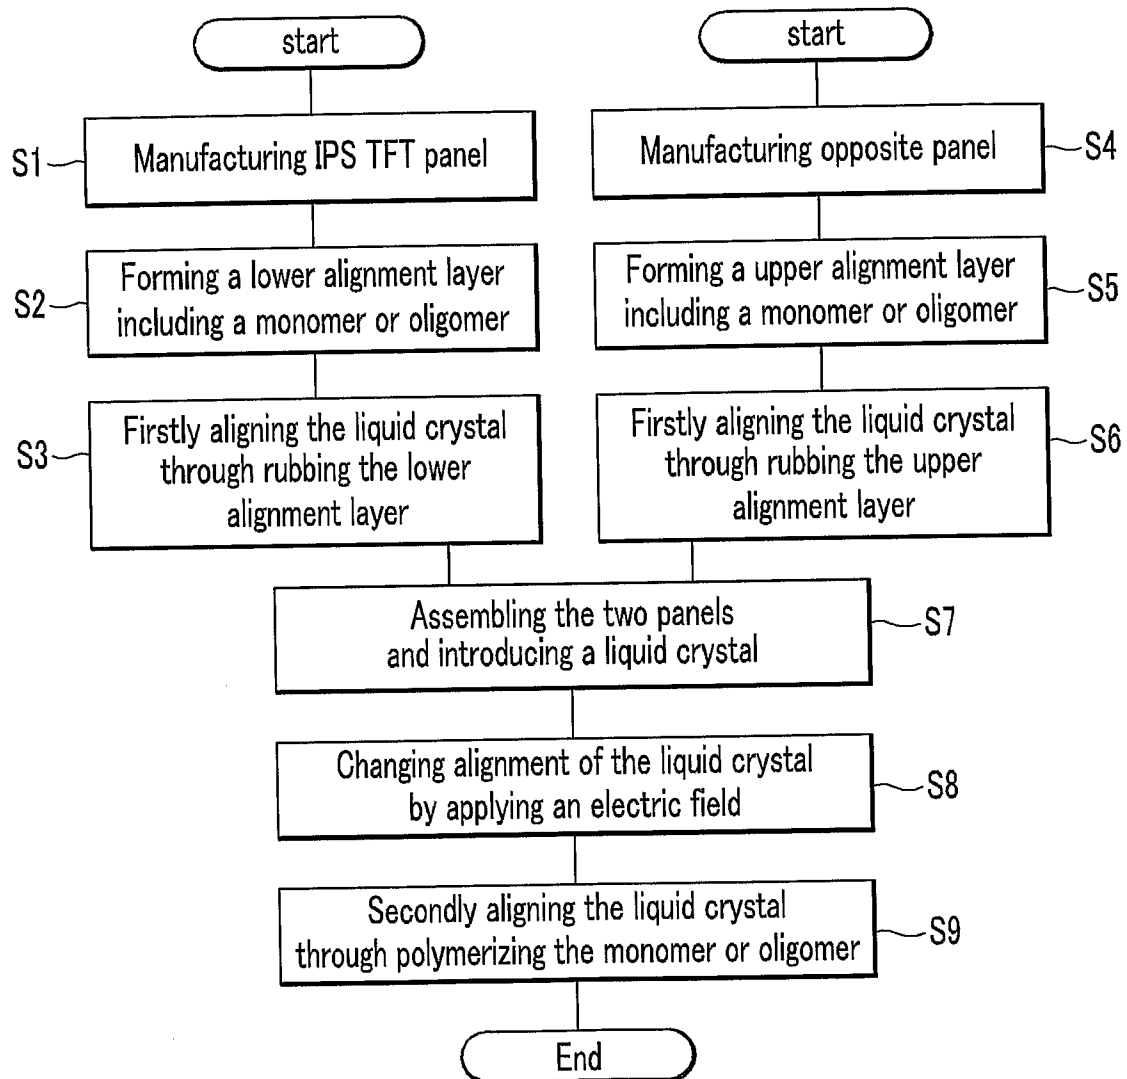 start
S1
Manufacturing IPS TFT panel
S2
Forming a lower alignment layer
including a monomer or oligomer
S3
Firstly aligning the liquid crystal
through rubbing the lower
alignment layer
start
Manufacturing opposite panel
S4
Forming a upper alignment layer
including a monomer or oligomer
S5
Firstly aligning the liquid crystal
through rubbing the upper
alignment layer
S6
Assembling the two panels
and introducing a liquid crystal
S7
Changing alignment of the liquid crystal
by applying an electric field
S8
Secondly aligning the liquid crystal
through polymerizing the monomer or oligomer
S9
End